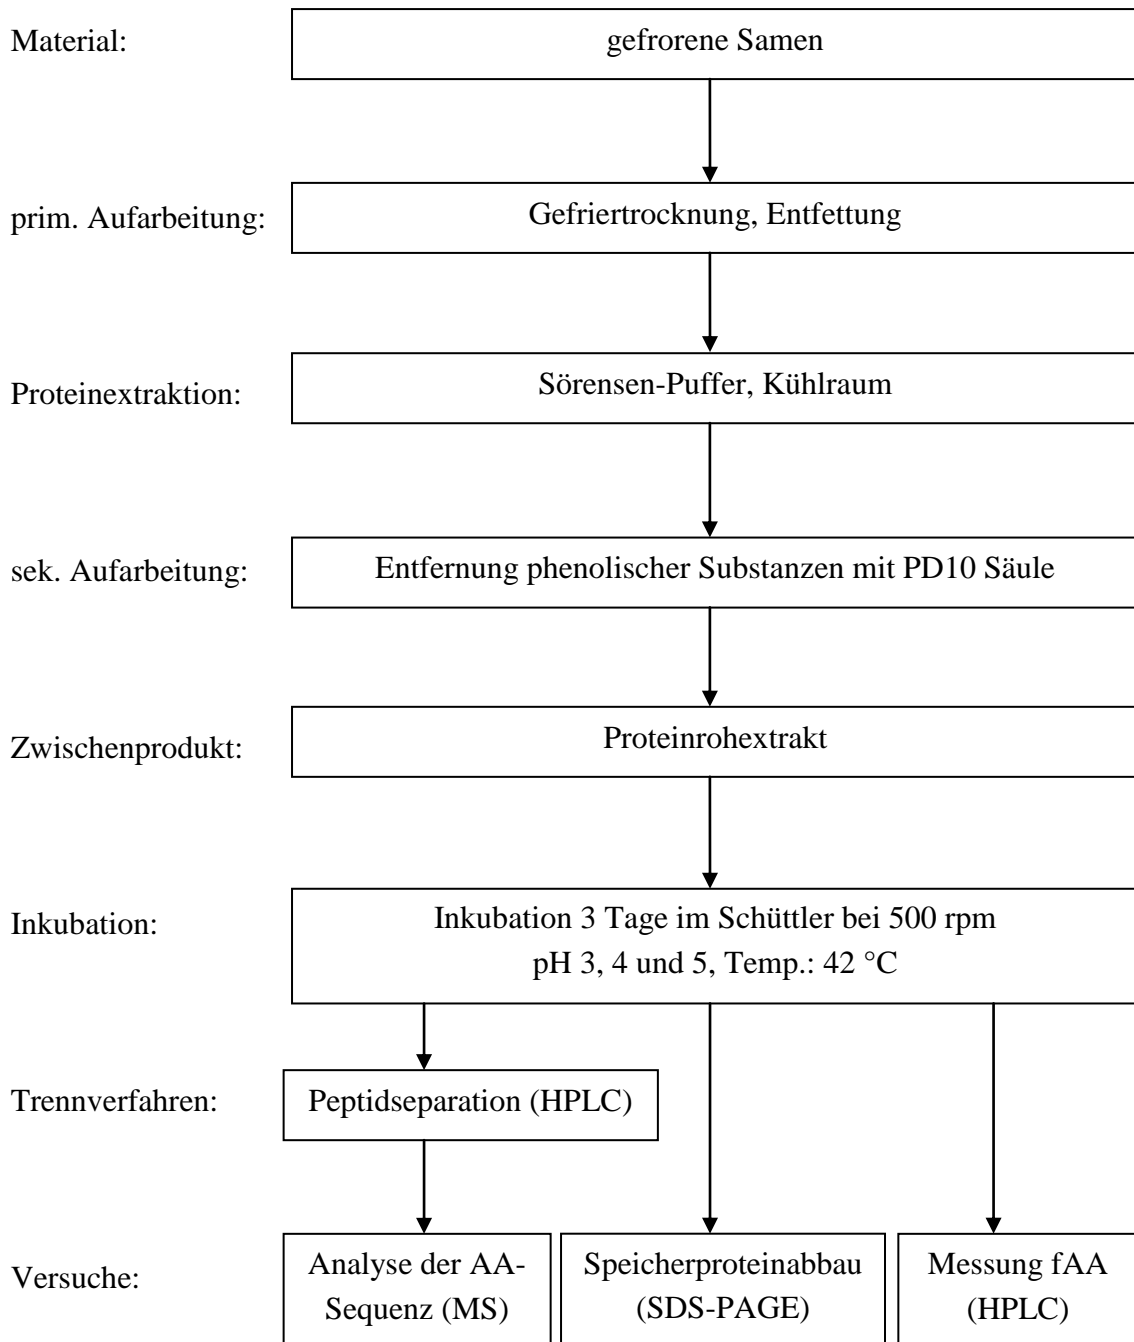 Material:
gefrorene Samen
prim. Aufarbeitung:
Gefriertrocknung, Entfettung
Proteinextraktion:
Sörensen-Puffer, Kühlraum
sek. Aufarbeitung:
Entfernung phenolischer Substanzen mit PD10 Säule
Zwischenprodukt:
Proteinrohextrakt
Inkubation:
Inkubation 3 Tage im Schüttler bei 500 rpm
pH 3, 4 und 5, Temp.: 42 °C
Trennverfahren:
Peptidseparation (HPLC)
Versuche:
Analyse der AA-
Sequenz (MS)
Speicherproteinabbau
(SDS-PAGE)
Messung fAA
(HPLC)